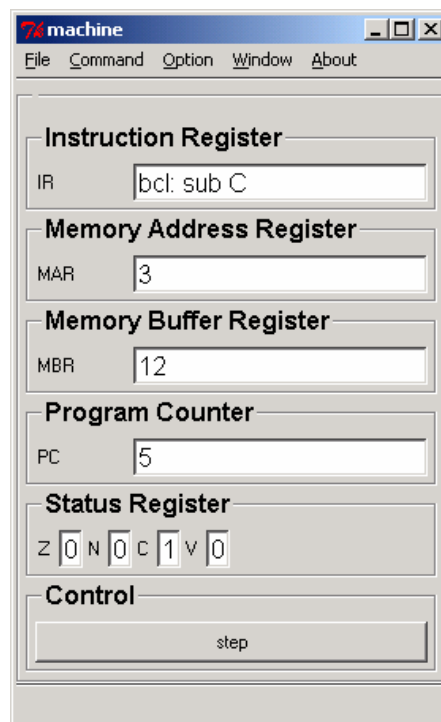 machine
File Command Option Window About
Instruction Register
IR bcl: sub C
Memory Address Register
MAR 3
Memory Buffer Register
MBR 12
Program Counter
PC 5
Status Register
Z 0 N 0 C 1 V 0
Control
step